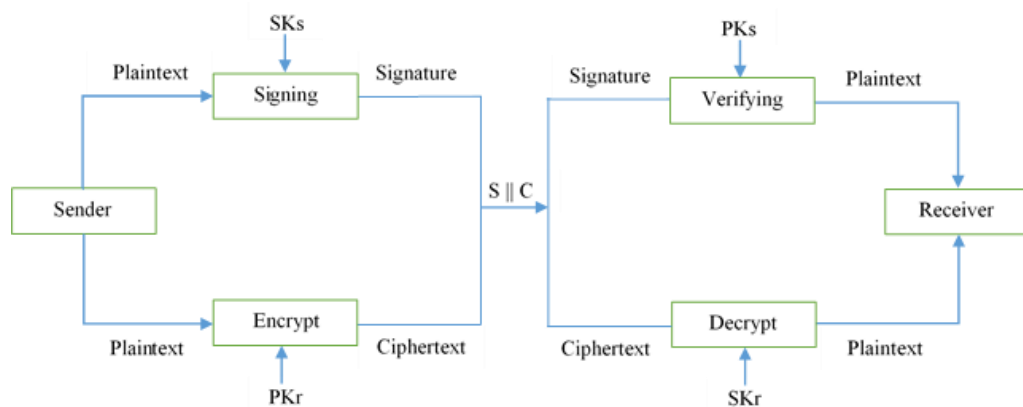 SKs
PKs
Plaintext
Signature
Signature
Plaintext
Signing
Verifying
Sender
S || C
Receiver
Encrypt
Decrypt
Plaintext
Ciphertext
Ciphertext
Plaintext
PKr
SKr